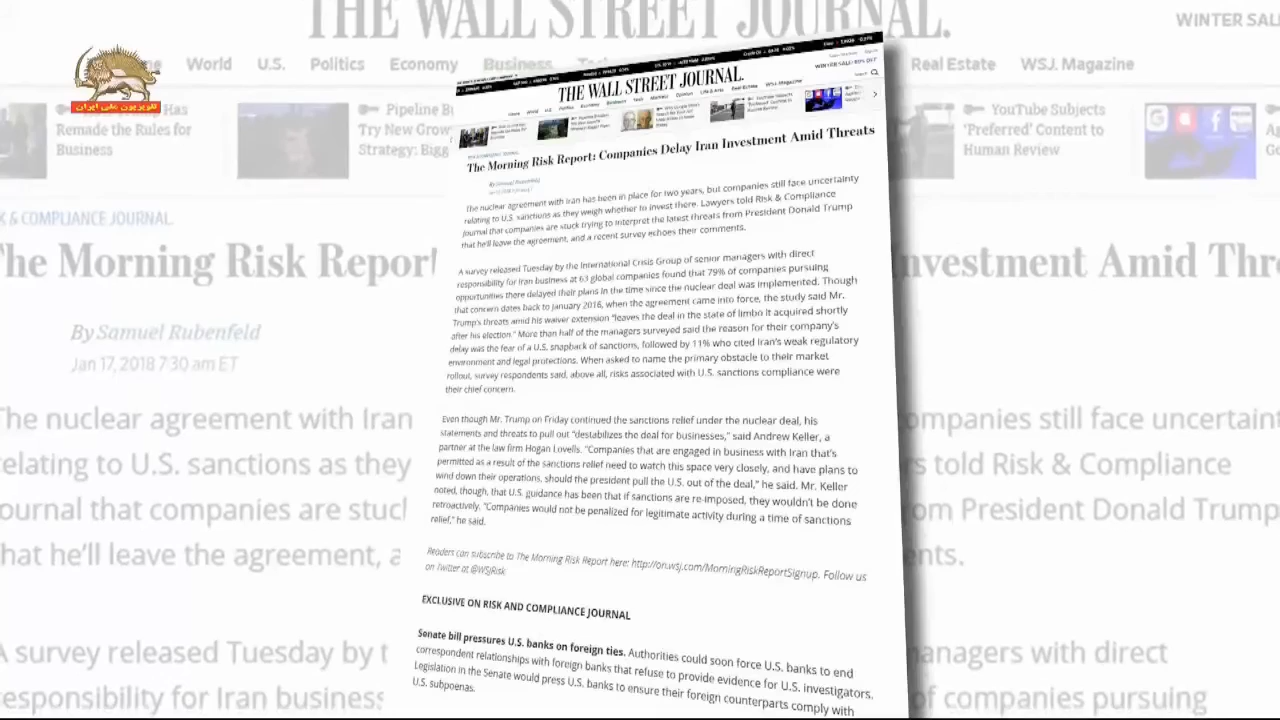 THE WALL STREET JOURNAL.
WINTER SAL
World U.S. Politics Economy Business Real Estate WSJ. Magazine
تلویزیون ملی ایران
Has
Remade the Rules for
Business
YouTube Subjects
'Preferred' Content to
Human Review
K & COMPLIANCE JOURNAL
The Morning Risk Report
nvestment Amid Thre
By Samuel Rubenfeld
Jan 17, 2018 7:30 am ET
The nuclear agreement with Iran
anies still face uncertain
relating to U.S. sanctions as they
d Risk & Compliance
ournal that companies are stuc
om President Donald Trump
hat he'll leave the agreement, a
ents.
A survey released Tuesday by t
anagers with direct
responsibility for Iran business
of companies pursuing
THE WALL STREET JOURNAL.
The Morning Risk Report: Companies Delay Iran Investment Amid Threats
By Samuel Rubenfeld
The nuclear agreement with Iran has been in place for two years, but companies still face uncertainty
relating to U.S. sanctions as they weigh whether to invest there. Lawyers told Risk & Compliance
Journal that companies are stuck trying to interpret the latest threats from President Donald Trump
that he'll leave the agreement, and a recent survey echoes their comments.
A survey released Tuesday by the International Crisis Group of senior managers with direct
responsibility for Iran business at 63 global companies found that 79% of companies pursuing
opportunities there delayed their plans in the time since the nuclear deal was implemented. Though
that concern dates back to January 2016, when the agreement came into force, the study said Mr.
Trump's threats amid his waiver extension "leaves the deal in the state of limbo it acquired shortly
after his election." More than half of the managers surveyed said the reason for their company's
delay was the fear of a U.S. snapback of sanctions, followed by 11% who cited Iran's weak regulatory
environment and legal protections. When asked to name the primary obstacle to their market
rollout, survey respondents said, above all, risks associated with U.S. sanctions compliance were
their chief concern.
Even though Mr. Trump on Friday continued the sanctions relief under the nuclear deal, his
statements and threats to pull out "destabilizes the deal for businesses," said Andrew Keller, a
partner at the law firm Hogan Lovells. "Companies that are engaged in business with Iran that's
permitted as a result of the sanctions relief need to watch this space very closely, and have plans to
wind down their operations, should the president pull the U.S. out of the deal," he said. Mr. Keller
noted, though, that U.S. guidance has been that if sanctions are re-imposed, they wouldn't be done
retroactively. "Companies would not be penalized for legitimate activity during a time of sanctions
relief," he said.
Readers can subscribe to The Morning Risk Report here: http://on.wsj.com/MorningRiskReportSignup. Follow us
on Twitter at @WSJRisk
EXCLUSIVE ON RISK AND COMPLIANCE JOURNAL
Senate bill pressures U.S. banks on foreign ties. Authorities could soon force U.S. banks to end
correspondent relationships with foreign banks that refuse to provide evidence for U.S. investigators.
Legislation in the Senate would press U.S. banks to ensure their foreign counterparts comply with
U.S. subpoenas.